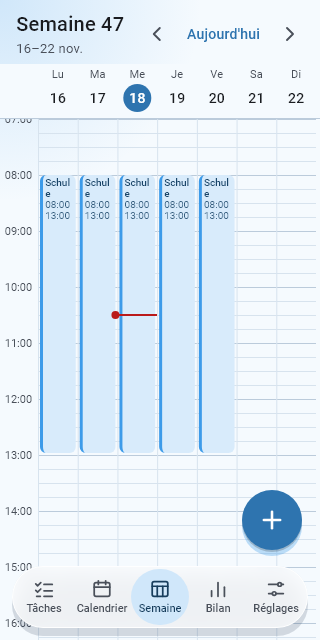 Semaine 47
16–22 nov.
Aujourd'hui
Lu Ma Me Je Ve Sa Di
16 17 18 19 20 21 22
07:00
08:00
Schul
e
08:00
13:00
Schul
e
08:00
13:00
Schul
e
08:00
13:00
Schul
e
08:00
13:00
Schul
e
08:00
13:00
09:00
10:00
11:00
12:00
13:00
14:00
15:00
16:00
Tâches Calendrier Semaine Bilan Réglages